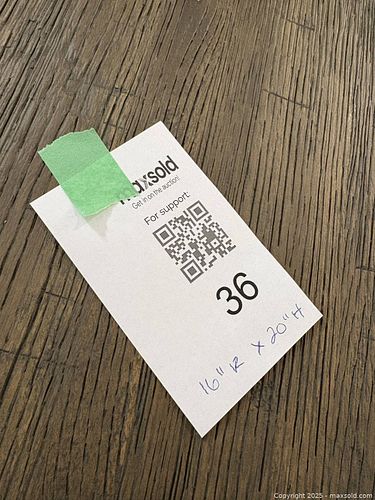 maxsold
Get in on the auction!
For support:
36
16" R x 20" H
Copyright 2025 - maxsold.com